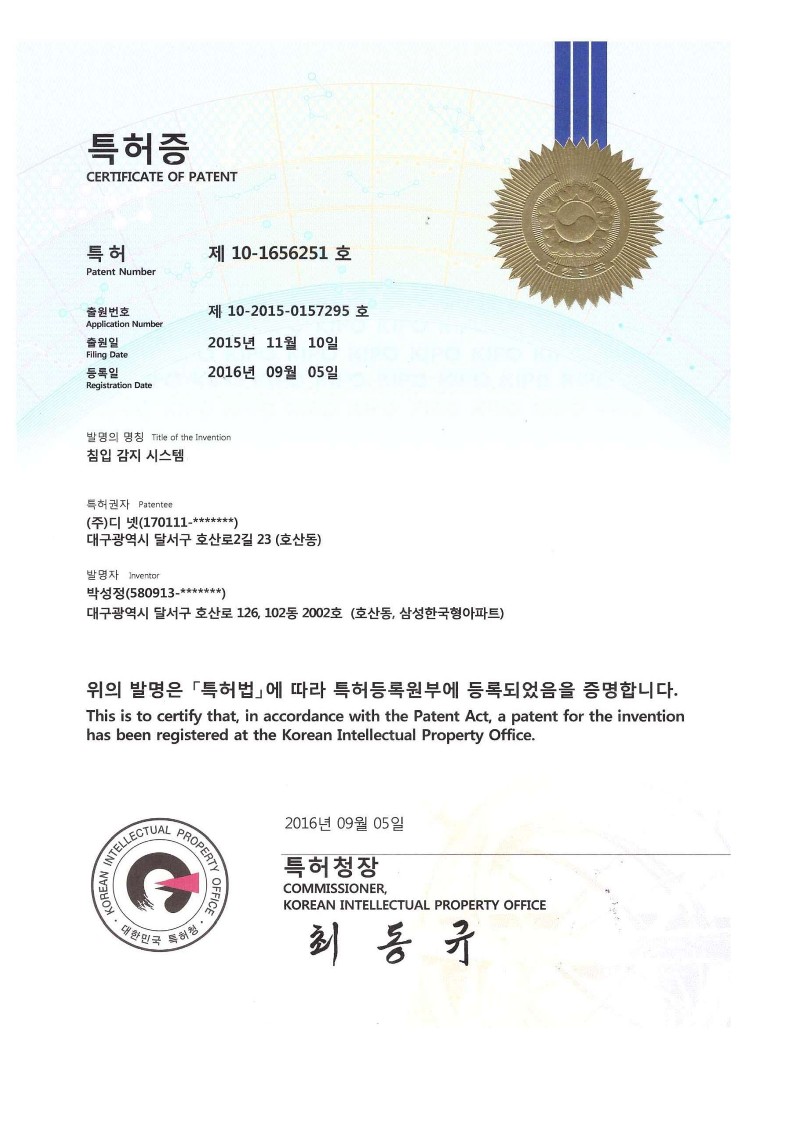 특허증
CERTIFICATE OF PATENT
특허 제 10-1656251 호
Patent Number
출원번호 제 10-2015-0157295 호
Application Number
출원일 2015년 11월 10일
Filing Date
등록일 2016년 09월 05일
Registration Date
발명의 명칭 Title of the Invention
침입 감지 시스템
특허권자 Patentee
(주)디 넷(170111-*******)
대구광역시 달서구 호산로2길 23 (호산동)
발명자 Inventor
박성정(580913-*******)
대구광역시 달서구 호산로 126, 102동 2002호 (호산동, 삼성한국형아파트)
위의 발명은 「특허법」에 따라 특허등록원부에 등록되었음을 증명합니다.
This is to certify that, in accordance with the Patent Act, a patent for the invention
has been registered at the Korean Intellectual Property Office.
2016년 09월 05일
특허청장
COMMISSIONER,
KOREAN INTELLECTUAL PROPERTY OFFICE
최 동 규
KOREAN INTELLECTUAL PROPERTY OFFICE
대한민국 특허청
대한민국